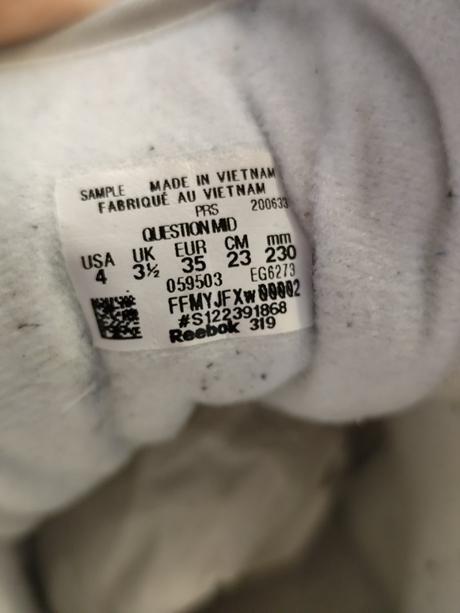 SAMPLE MADE IN VIETNAM
FABRIQUÉ AU VIETNAM
PRS 200633
QUESTION MID
USA UK EUR CM mm
4 3½ 35 23 230
059503 EG6273
FFMYJFXw00002
#S122391868
Reebok 319